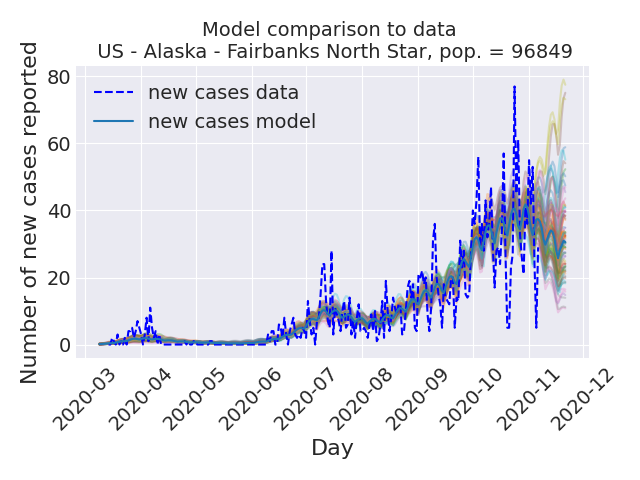 Model comparison to data
US - Alaska - Fairbanks North Star, pop. = 96849
Number of new cases reported
80
60
40
20
0
new cases data
new cases model
2020-03
2020-04
2020-05
2020-06
2020-07
2020-08
2020-09
2020-10
2020-11
2020-12
Day